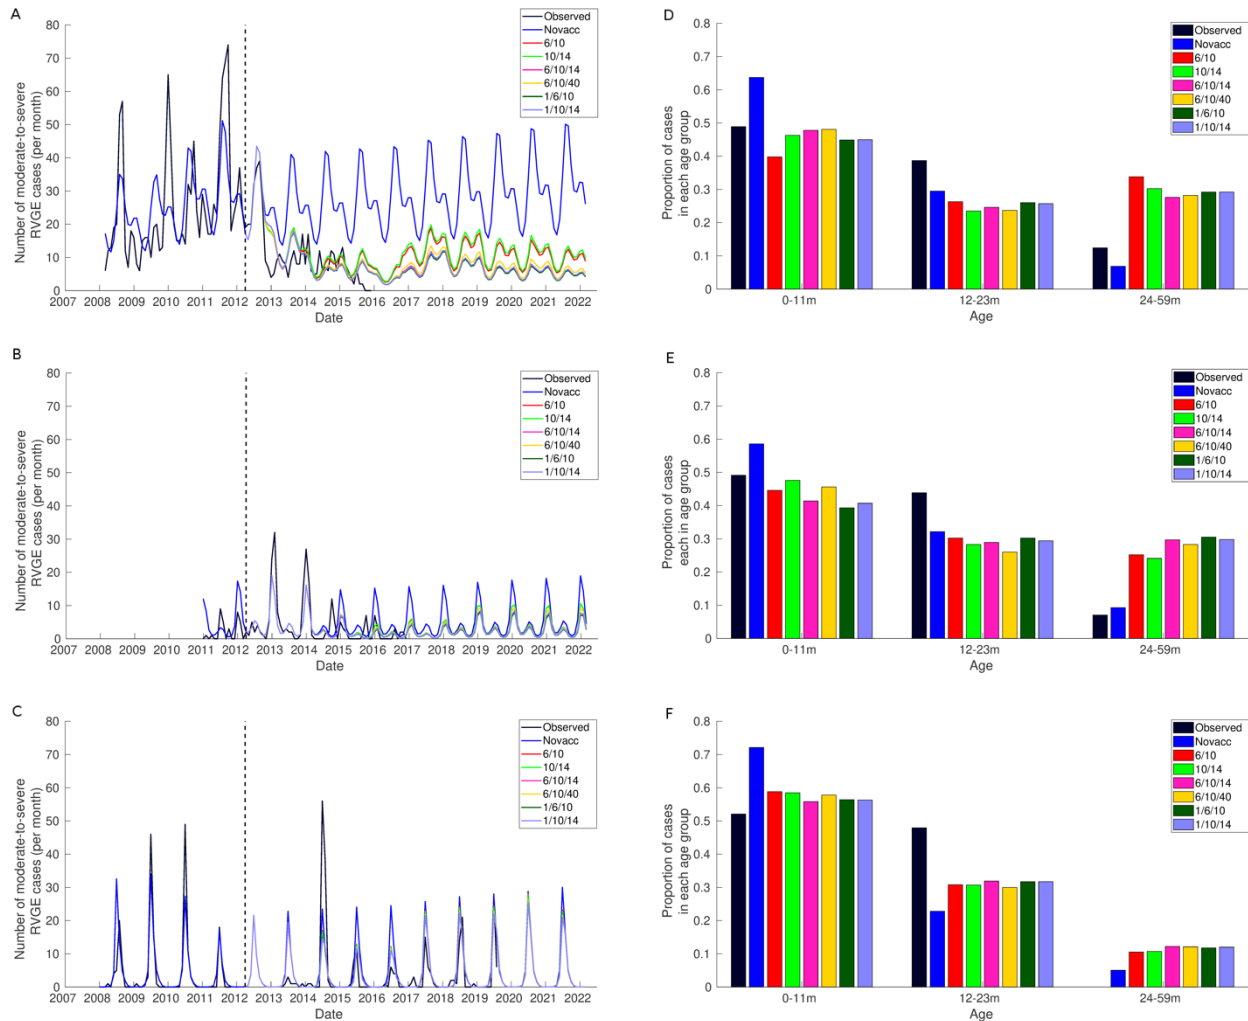 A
Number of moderate-to-severe
RVGE cases (per month)
80
70
60
50
40
30
20
10
0
2007 2008 2009 2010 2011 2012 2013 2014 2015 2016 2017 2018 2019 2020 2021 2022
Date
Observed
Novacc
6/10
10/14
6/10/14
6/10/40
1/6/10
1/10/14
D
Proportion of cases
in each age group
0.8
0.7
0.6
0.5
0.4
0.3
0.2
0.1
0
0-11m 12-23m 24-59m
Age
Observed
Novacc
6/10
10/14
6/10/14
6/10/40
1/6/10
1/10/14
B
Number of moderate-to-severe
RVGE cases (per month)
80
70
60
50
40
30
20
10
0
2007 2008 2009 2010 2011 2012 2013 2014 2015 2016 2017 2018 2019 2020 2021 2022
Date
Observed
Novacc
6/10
10/14
6/10/14
6/10/40
1/6/10
1/10/14
E
Proportion of cases
each in age group
0.8
0.7
0.6
0.5
0.4
0.3
0.2
0.1
0
0-11m 12-23m 24-59m
Age
Observed
Novacc
6/10
10/14
6/10/14
6/10/40
1/6/10
1/10/14
C
Number of moderate-to-severe
RVGE cases (per month)
80
70
60
50
40
30
20
10
0
2007 2008 2009 2010 2011 2012 2013 2014 2015 2016 2017 2018 2019 2020 2021 2022
Date
Observed
Novacc
6/10
10/14
6/10/14
6/10/40
1/6/10
1/10/14
F
Proportion of cases
in each age group
0.8
0.7
0.6
0.5
0.4
0.3
0.2
0.1
0
0-11m 12-23m 24-59m
Age
Observed
Novacc
6/10
10/14
6/10/14
6/10/40
1/6/10
1/10/14